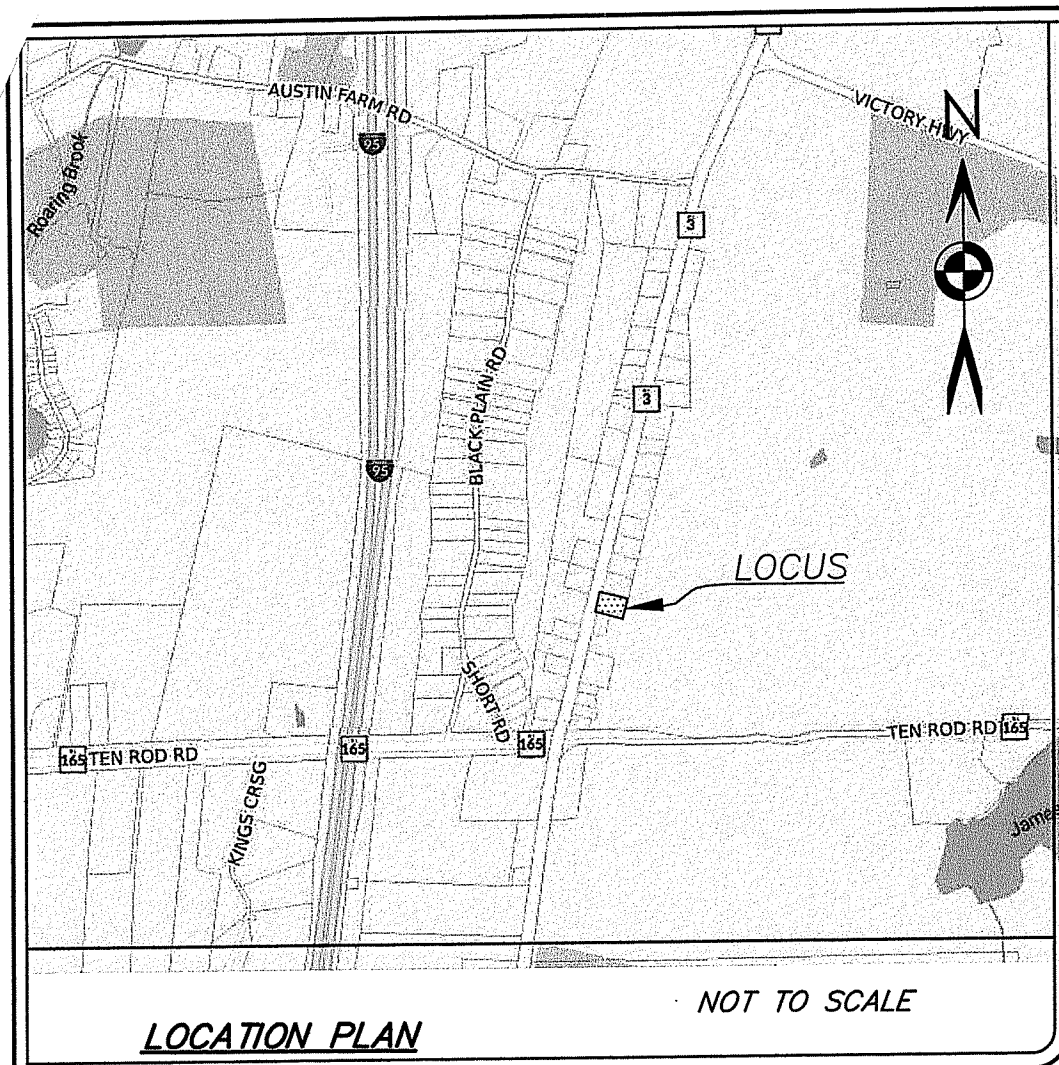 AUSTIN FARM RD
VICTORY HWY
N
95
Roaring Brook
3
3
BLACK PLAIN RD
95
LOCUS
SHORT RD
165
TEN ROD RD
165
165
TEN ROD RD
165
KINGS CRSG
James
NOT TO SCALE
LOCATION PLAN